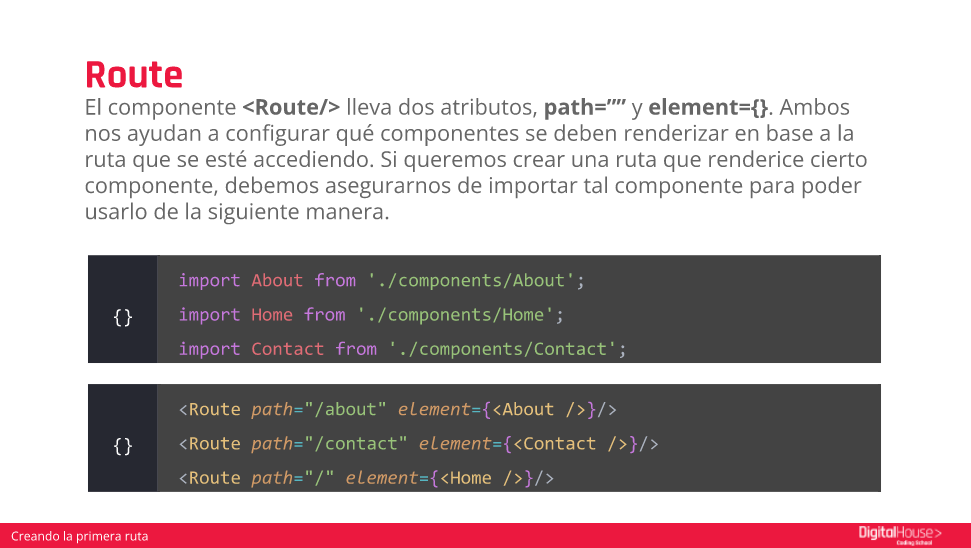 Route
El componente <Route/> lleva dos atributos, path=”” y element={}. Ambos
nos ayudan a configurar qué componentes se deben renderizar en base a la
ruta que se esté accediendo. Si queremos crear una ruta que renderice cierto
componente, debemos asegurarnos de importar tal componente para poder
usarlo de la siguiente manera.
{}
import About from './components/About';
import Home from './components/Home';
import Contact from './components/Contact';
{}
<Route path="/about" element={<About />}/>
<Route path="/contact" element={<Contact />}/>
<Route path="/" element={<Home />}/>
Creando la primera ruta
DigitalHouse>
Coding School